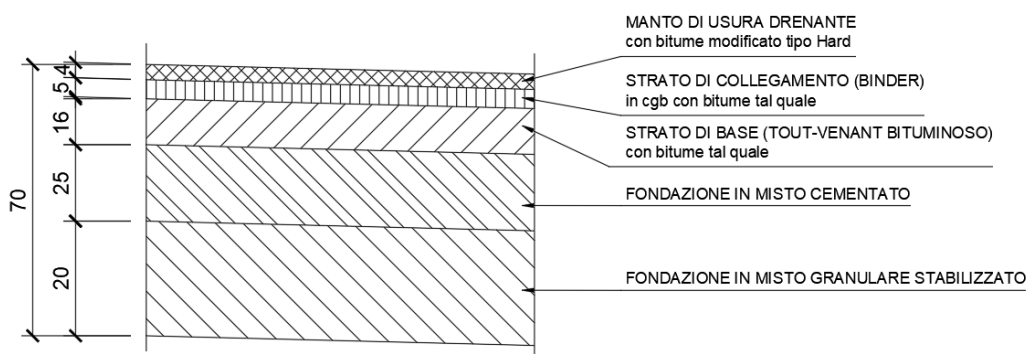 MANTO DI USURA DRENANTE
con bitume modificato tipo Hard
STRATO DI COLLEGAMENTO (BINDER)
in cgb con bitume tal quale
STRATO DI BASE (TOUT-VENANT BITUMINOSO)
con bitume tal quale
FONDAZIONE IN MISTO CEMENTATO
FONDAZIONE IN MISTO GRANULARE STABILIZZATO
4
5
16
25
20
70